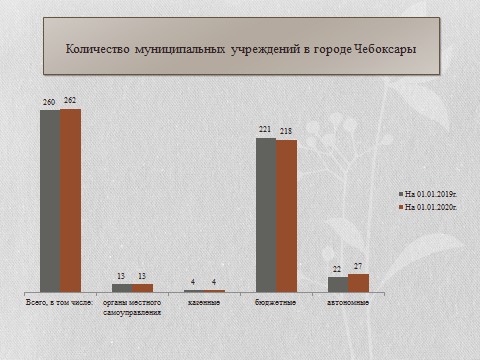 Количество муниципальных учреждений в городе Чебоксары
260 262
221 218
13 13
4 4
22 27
На 01.01.2019г.
На 01.01.2020г.
Всего, в том числе:
органы местного
самоуправления
казенные
бюджетные
автономные